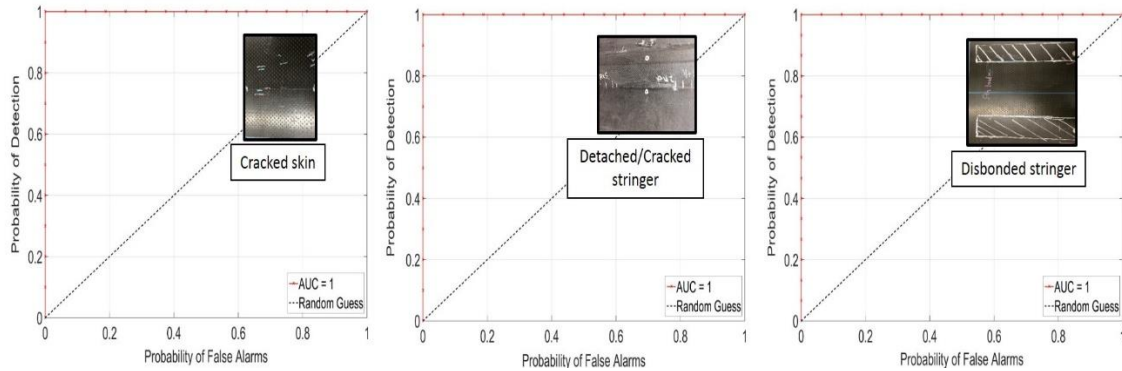 Probability of Detection
1
0.8
0.6
0.4
0.2
0
0
0.2
0.4
0.6
0.8
1
Probability of False Alarms
Cracked skin
AUC = 1
Random Guess
Probability of Detection
1
0.8
0.6
0.4
0.2
0
0
0.2
0.4
0.6
0.8
1
Probability of False Alarms
Detached/Cracked
stringer
AUC = 1
Random Guess
Probability of Detection
1
0.8
0.6
0.4
0.2
0
0
0.2
0.4
0.6
0.8
1
Probability of False Alarms
Disbonded stringer
AUC = 1
Random Guess